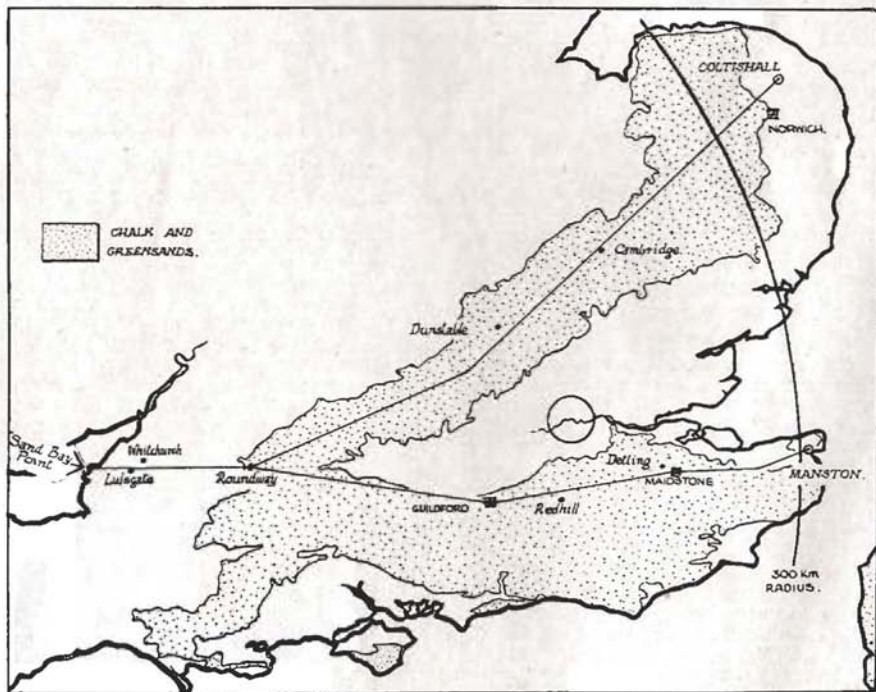 COLTISHALL
NORWICH.
CHALK AND
GREENSANDS.
Cambridge.
Dunstable
Sand Bay
Point
Whitchurch
Lulsgate
Roundway
GUILDFORD
Redhill
Detling
MAIDSTONE
MANSTON.
300 Km
RADIUS.